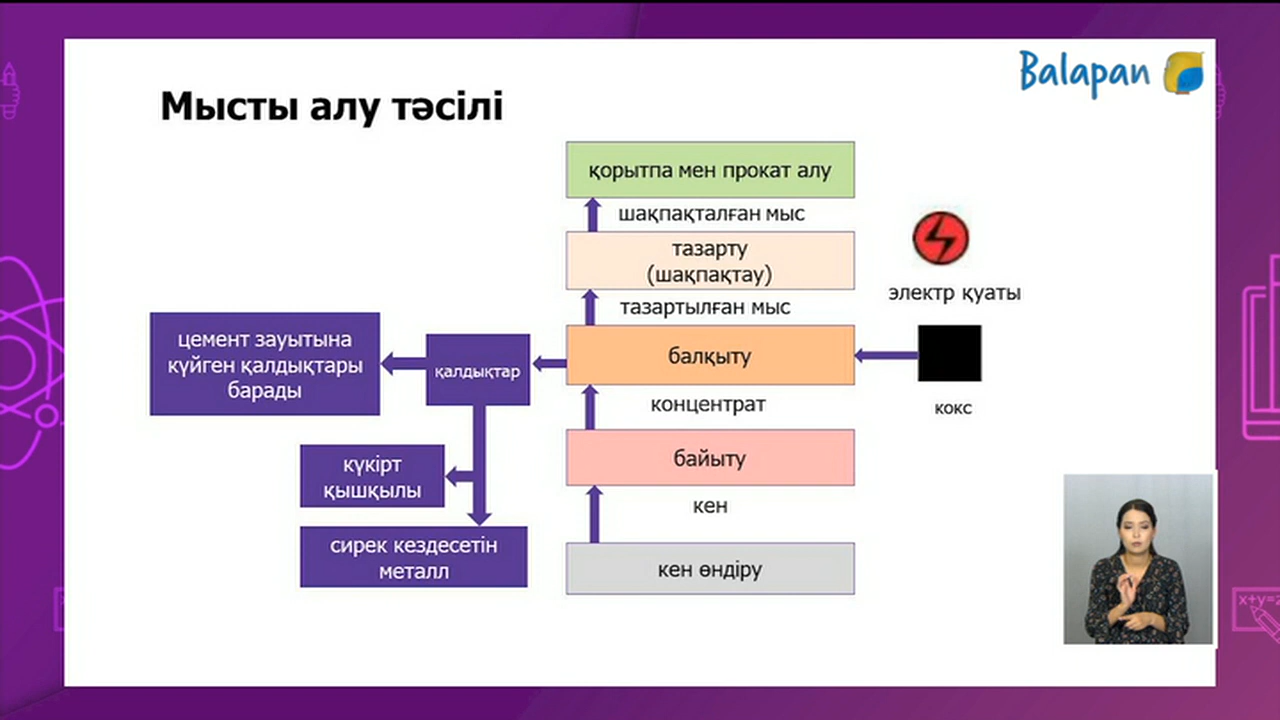 Balapan
Мысты алу тәсілі
қорытпа мен прокат алу
шақпақталған мыс
тазарту
(шақпақтау)
электр қуаты
тазартылған мыс
цемент зауытына
күйген қалдықтары
барады
қалдықтар
балқыту
кокс
концентрат
күкірт
қышқылы
байыту
кен
сирек кездесетін
металл
кен өндіру
x+y=